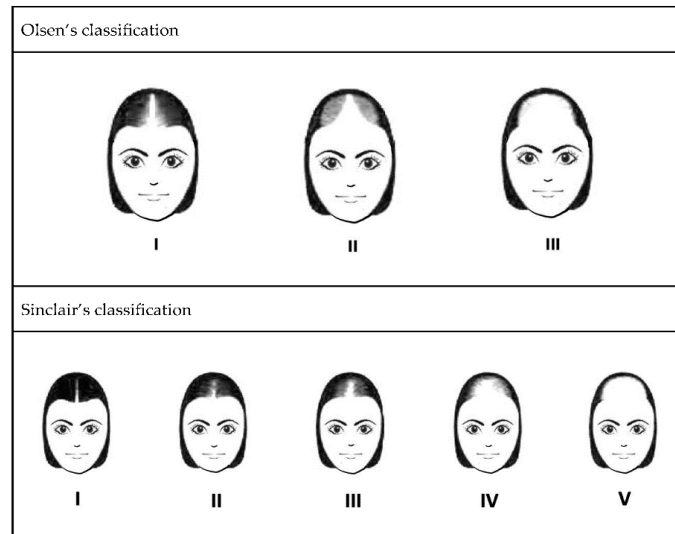 Olsen's classification
I II III
Sinclair's classification
I II III IV V